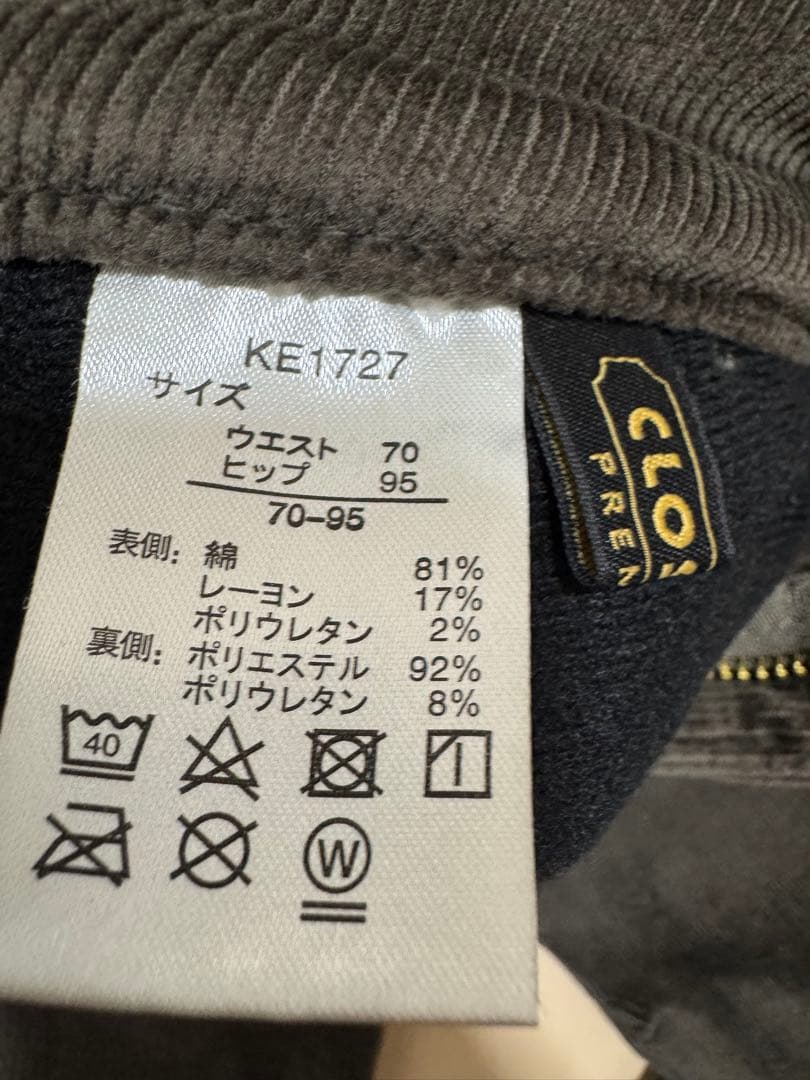 KE1727
サイズ
ウエスト 70
ヒップ 95
70-95
表側: 綿 81%
レーヨン 17%
ポリウレタン 2%
裏側: ポリエステル 92%
ポリウレタン 8%
40
W
CLO
PRE